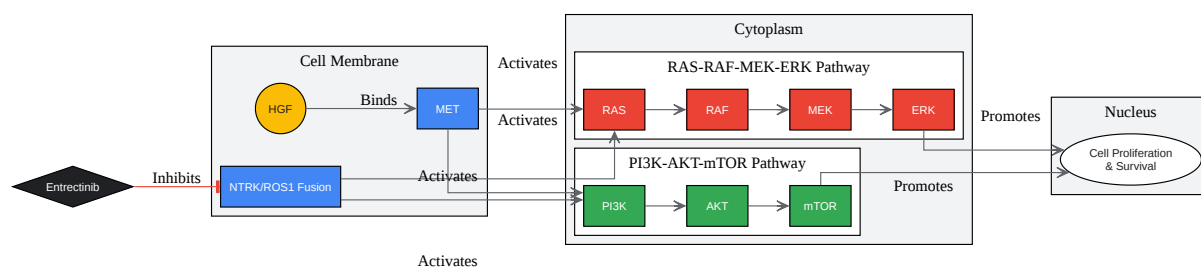 Cytoplasm
Cell Membrane
RAS-RAF-MEK-ERK Pathway
Activates
HGF
Binds
MET
Activates
RAS
RAF
MEK
ERK
Promotes
Nucleus
Cell Proliferation
& Survival
PI3K-AKT-mTOR Pathway
Entrectinib
Inhibits
NTRK/ROS1 Fusion
Activates
PI3K
AKT
mTOR
Promotes
Activates